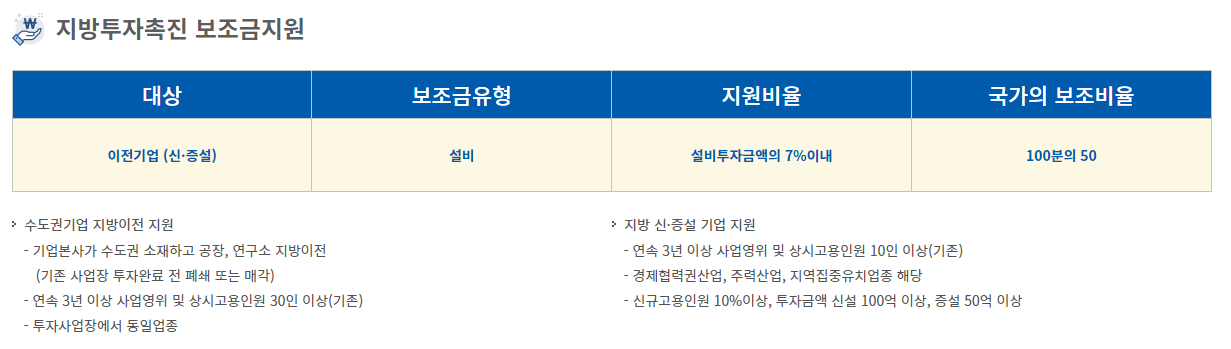 지방투자촉진 보조금지원
대상 보조금유형 지원비율 국가의 보조비율
이전기업 (신·증설) 설비 설비투자금액의 7%이내 100분의 50
수도권기업 지방이전 지원
- 기업본사가 수도권 소재하고 공장, 연구소 지방이전
(기존 사업장 투자완료 전 폐쇄 또는 매각)
- 연속 3년 이상 사업영위 및 상시고용인원 30인 이상(기존)
- 투자사업장에서 동일업종
지방 신·증설 기업 지원
- 연속 3년 이상 사업영위 및 상시고용인원 10인 이상(기존)
- 경제협력권산업, 주력산업, 지역집중유치업종 해당
- 신규고용인원 10%이상, 투자금액 신설 100억 이상, 증설 50억 이상